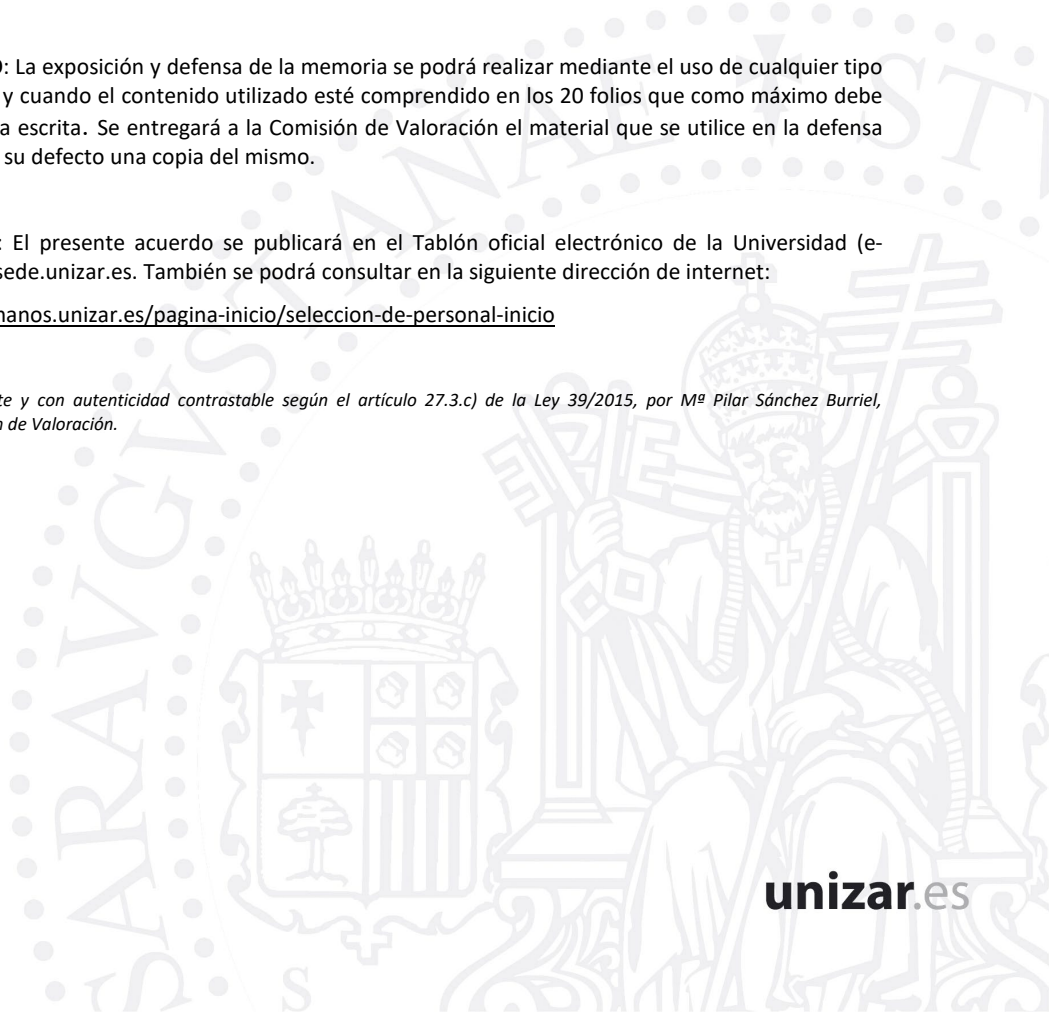 : La exposición y defensa de la memoria se podrá realizar mediante el uso de cualquier tipo
y cuando el contenido utilizado esté comprendido en los 20 folios que como máximo debe
a escrita. Se entregará a la Comisión de Valoración el material que se utilice en la defensa
su defecto una copia del mismo.
: El presente acuerdo se publicará en el Tablón oficial electrónico de la Universidad (e-
sede.unizar.es. También se podrá consultar en la siguiente dirección de internet:
nanos.unizar.es/pagina-inicio/seleccion-de-personal-inicio
te y con autenticidad contrastable según el artículo 27.3.c) de la Ley 39/2015, por Mª Pilar Sánchez Burriel,
n de Valoración.
SARAVGVSTANAE STV
S
unizar.es